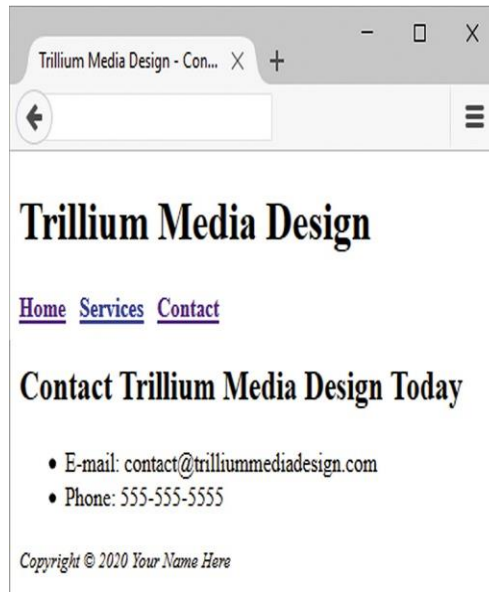 Trillium Media Design - Con...
Trillium Media Design
Home Services Contact
Contact Trillium Media Design Today
• E-mail: contact@trilliummediadesign.com
• Phone: 555-555-5555
Copyright © 2020 Your Name Here